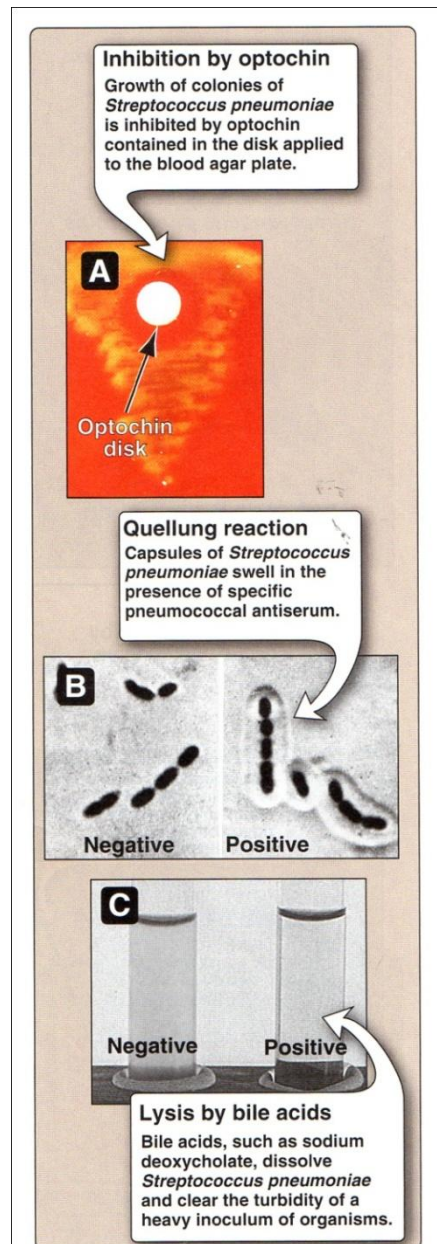 Inhibition by optochin
Growth of colonies of
Streptococcus pneumoniae
is inhibited by optochin
contained in the disk applied
to the blood agar plate.
A
Optochin
disk
Quellung reaction
Capsules of Streptococcus
pneumoniae swell in the
presence of specific
pneumococcal antiserum.
B
Negative
Positive
C
Negative
Positive
Lysis by bile acids
Bile acids, such as sodium
deoxycholate, dissolve
Streptococcus pneumoniae
and clear the turbidity of a
heavy inoculum of organisms.